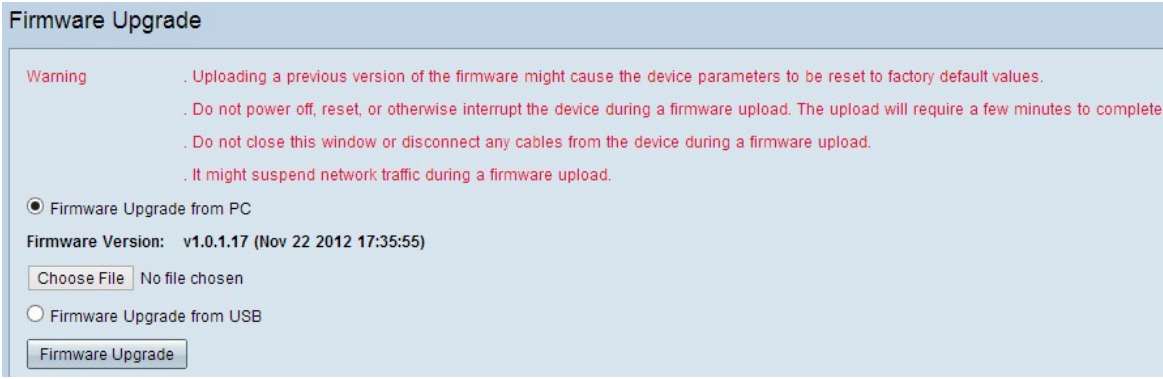 Firmware Upgrade
Warning . Uploading a previous version of the firmware might cause the device parameters to be reset to factory default values.
. Do not power off, reset, or otherwise interrupt the device during a firmware upload. The upload will require a few minutes to complete
. Do not close this window or disconnect any cables from the device during a firmware upload.
. It might suspend network traffic during a firmware upload.
Firmware Upgrade from PC
Firmware Version: v1.0.1.17 (Nov 22 2012 17:35:55)
Choose File No file chosen
Firmware Upgrade from USB
Firmware Upgrade